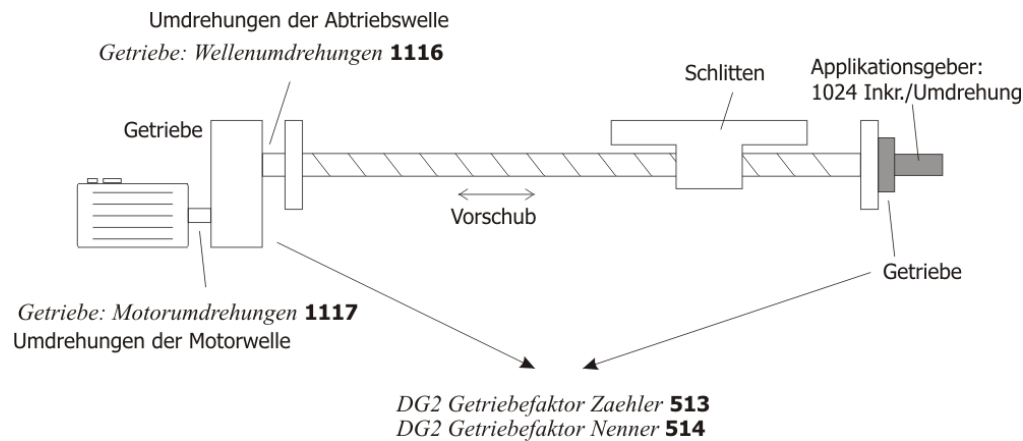 Umdrehungen der Abtriebswelle
Getriebe: Wellenumdrehungen 1116
Schlitten
Applikationsgeber:
1024 Inkr./Umdrehung
Getriebe
Vorschub
Getriebe
Getriebe: Motorumdrehungen 1117
Umdrehungen der Motorwelle
DG2 Getriebefaktor Zaehler 513
DG2 Getriebefaktor Nenner 514